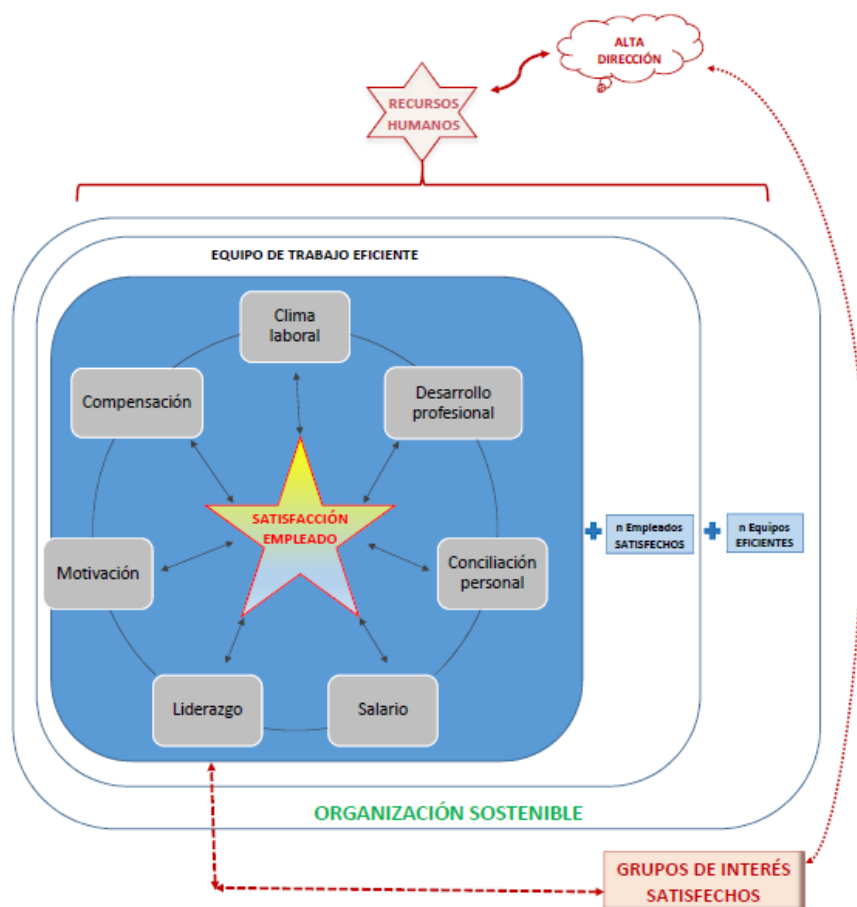 ALTA
DIRECCIÓN
RECURSOS
HUMANOS
EQUIPO DE TRABAJO EFICIENTE
Clima
laboral
Compensación
Desarrollo
profesional
SATISFACCIÓN
EMPLEADO
n Empleados
SATISFECHOS
n Equipos
EFICIENTES
Motivación
Conciliación
personal
Liderazgo
Salario
ORGANIZACIÓN SOSTENIBLE
GRUPOS DE INTERÉS
SATISFECHOS